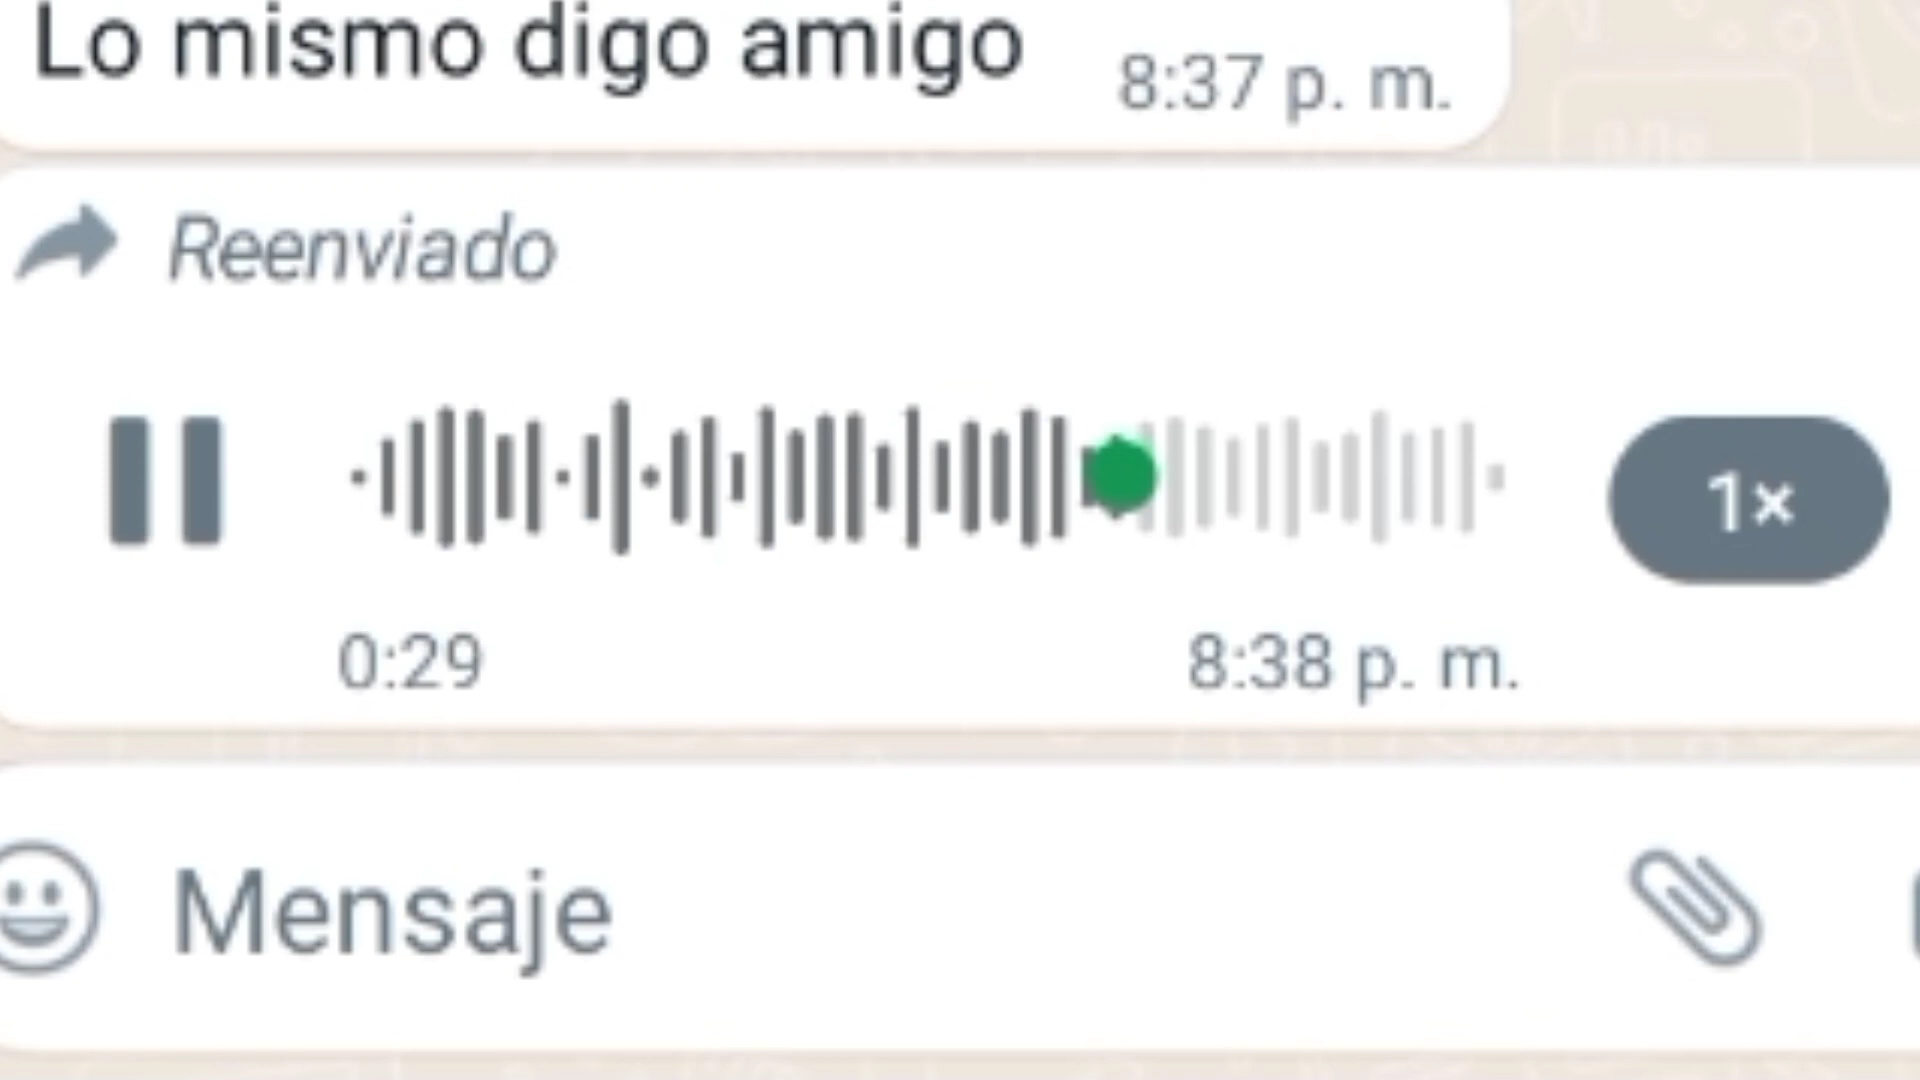 Lo mismo digo amigo 8:37 p. m.
Reenviado
1×
0:29 8:38 p. m.
Mensaje